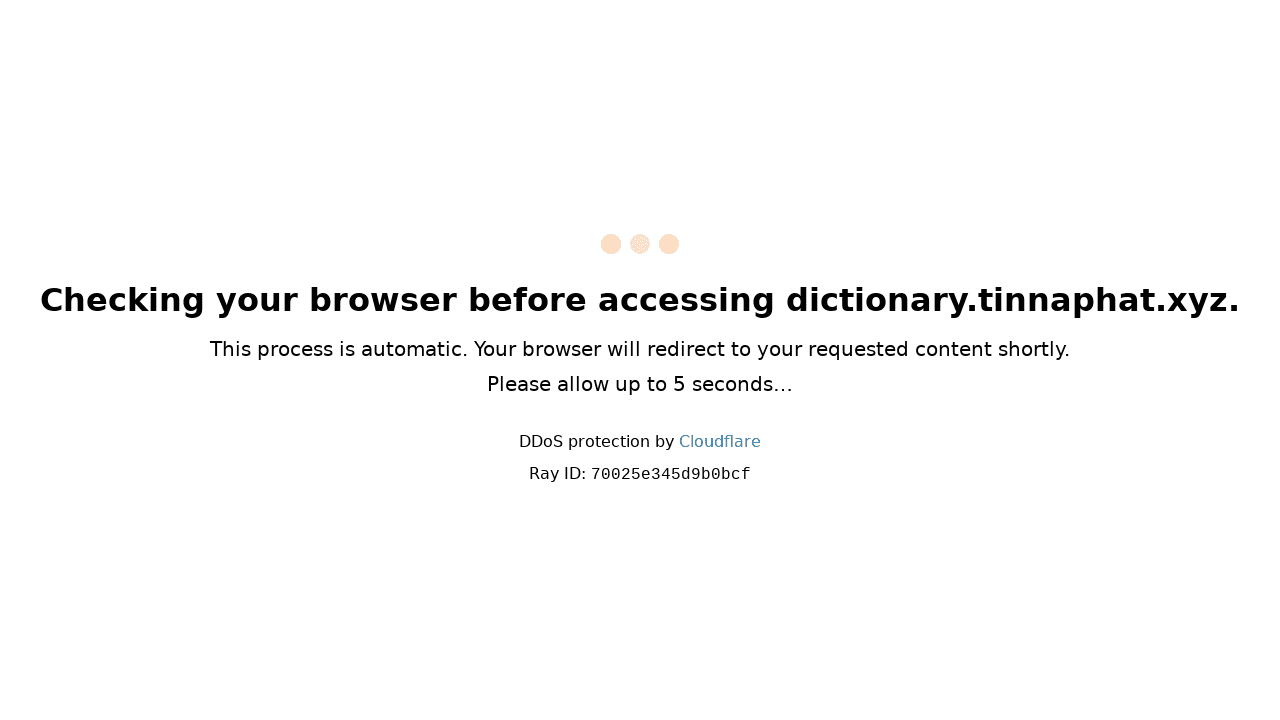 Checking your browser before accessing dictionary.tinnaphat.xyz.
This process is automatic. Your browser will redirect to your requested content shortly.
Please allow up to 5 seconds…
DDoS protection by Cloudflare
Ray ID: 70025e345d9b0bcf